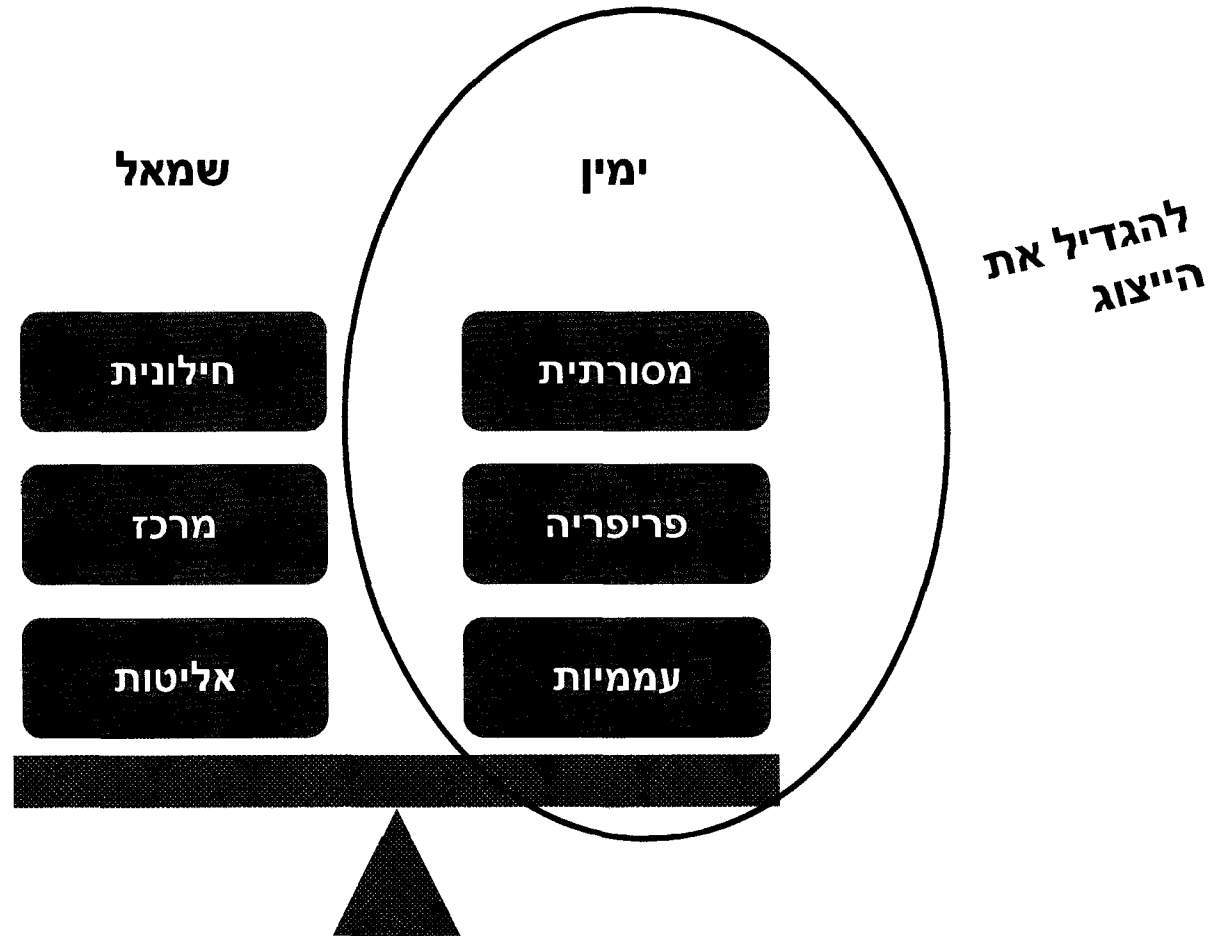 ימין
שמאל
להגדיל את
הייצוג
מסורתית
חילונית
פריפריה
מרכז
עממיות
אליטות